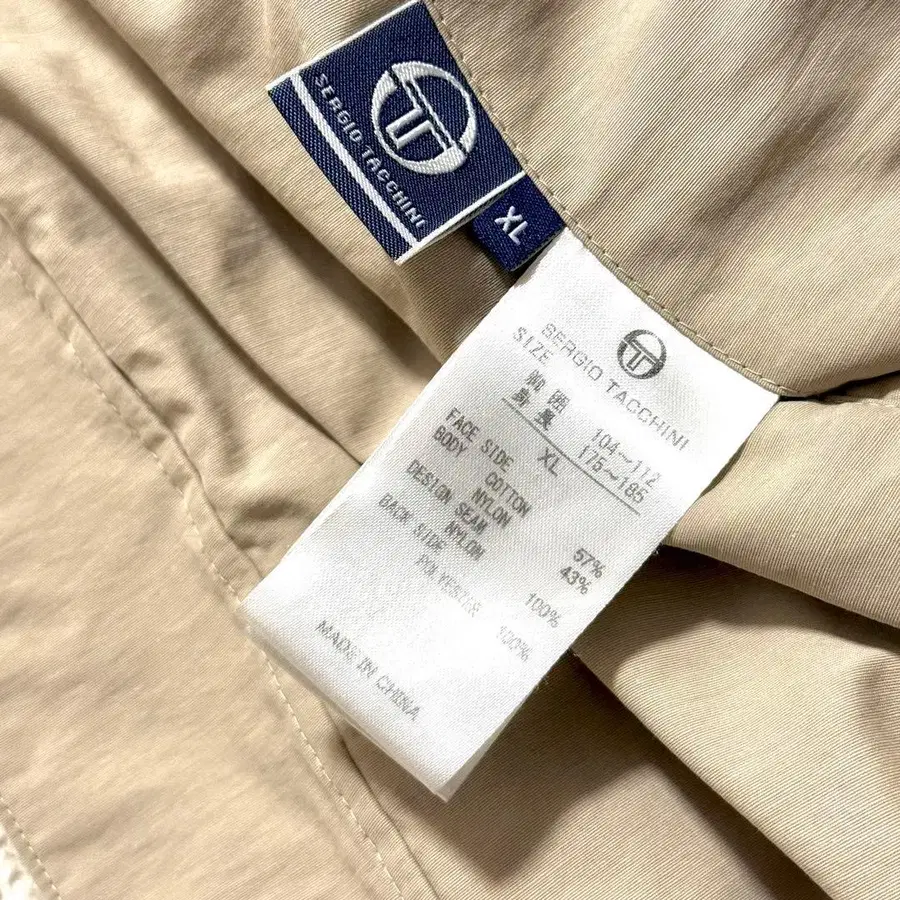 SERGIO TACCHINI
XL
SERGIO TACCHINI
SIZE
胸囲 104～112
身長 175～185
XL
FACE SIDE
BODY COTTON 57%
NYLON 43%
DESIGN SEAM
NYLON 100%
BACK SIDE
POLYESTER 100%
MADE IN CHINA